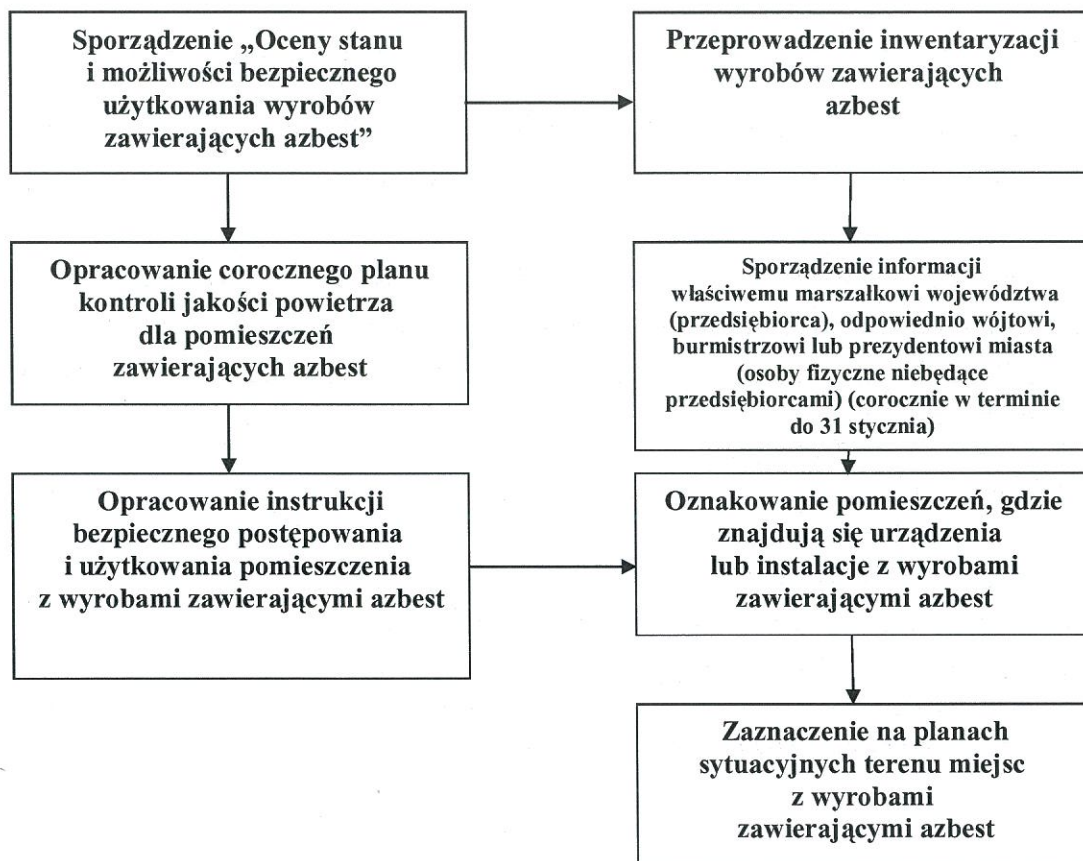 Sporządzenie „Oceny stanu
i możliwości bezpiecznego
użytkowania wyrobów
zawierających azbest”
Przeprowadzenie inwentaryzacji
wyrobów zawierających
azbest
Opracowanie corocznego planu
kontroli jakości powietrza
dla pomieszczeń
zawierających azbest
Sporządzenie informacji
właściwemu marszałkowi województwa
(przedsiębiorca), odpowiednio wójtowi,
burmistrzowi lub prezydentowi miasta
(osoby fizyczne niebędące
przedsiębiorcami) (corocznie w terminie
do 31 stycznia)
Opracowanie instrukcji
bezpiecznego postępowania
i użytkowania pomieszczenia
z wyrobami zawierającymi azbest
Oznakowanie pomieszczeń, gdzie
znajdują się urządzenia
lub instalacje z wyrobami
zawierającymi azbest
Zaznaczenie na planach
sytuacyjnych terenu miejsc
z wyrobami
zawierającymi azbest